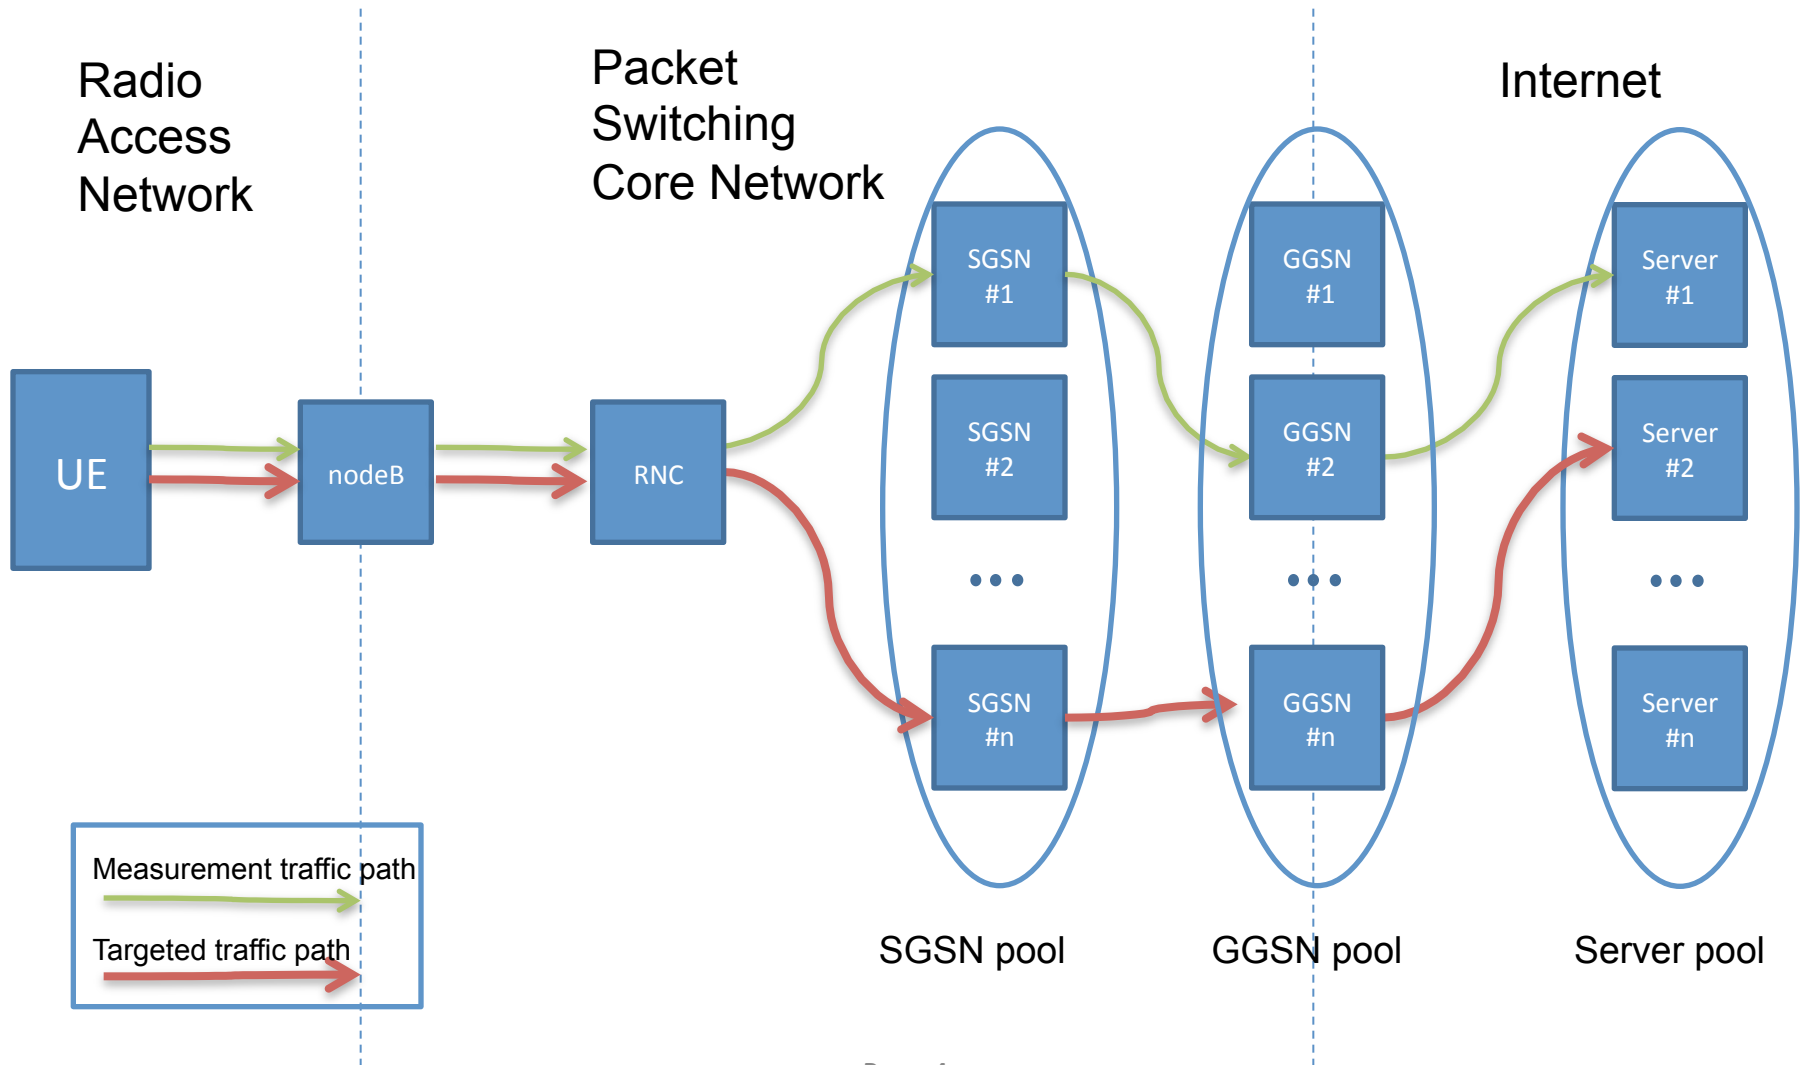 Radio
Access
Network
Packet
Switching
Core Network
Internet
SGSN
#1
GGSN
#1
Server
#1
SGSN
#2
GGSN
#2
Server
#2
UE
nodeB
RNC
SGSN
#n
GGSN
#n
Server
#n
Measurement traffic path
Targeted traffic path
SGSN pool
GGSN pool
Server pool